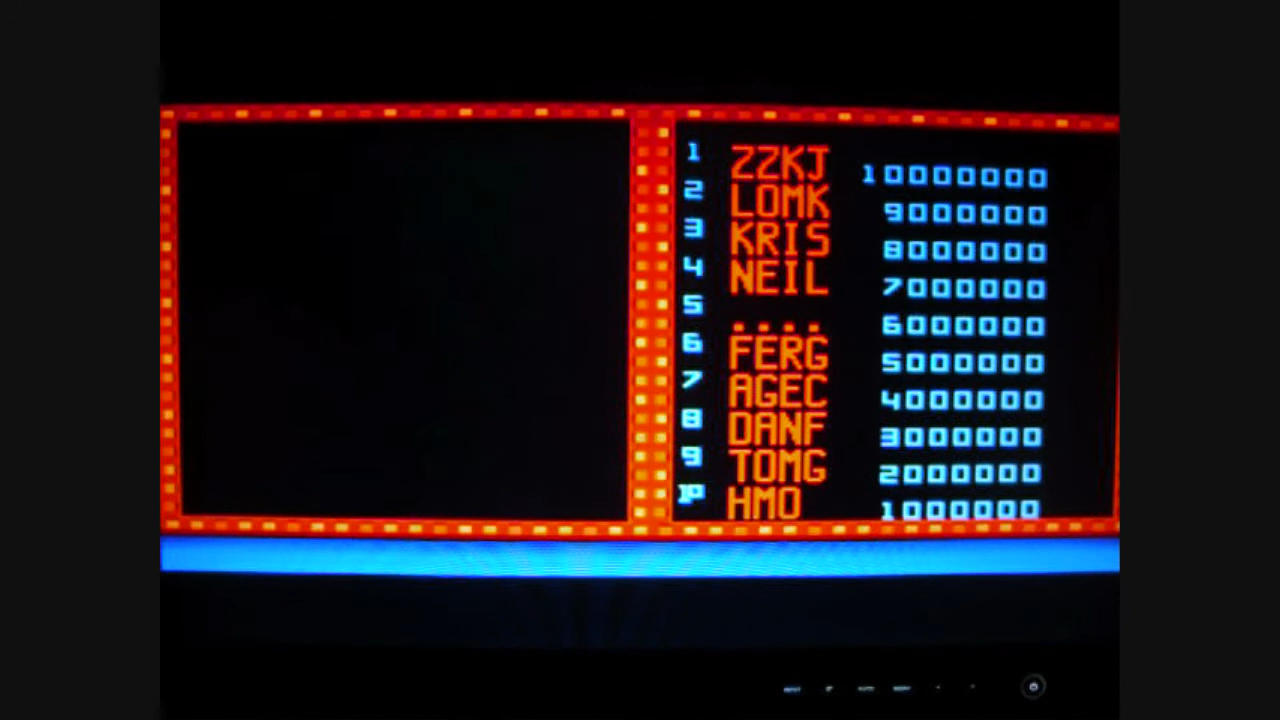 1 ZZKJ 10000000
2 LOMK 9000000
3 KRIS 8000000
4 NEIL 7000000
5 .... 6000000
6 FERG 5000000
7 AGEC 4000000
8 DANF 3000000
9 TOMG 2000000
10 HMO 1000000